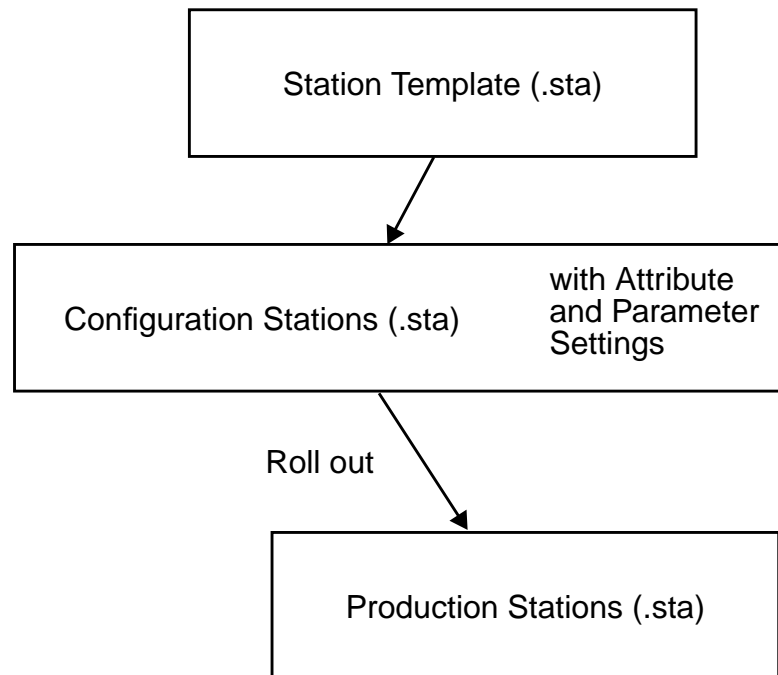 Station Template (.sta)
Configuration Stations (.sta)
with Attribute
and Parameter
Settings
Roll out
Production Stations (.sta)